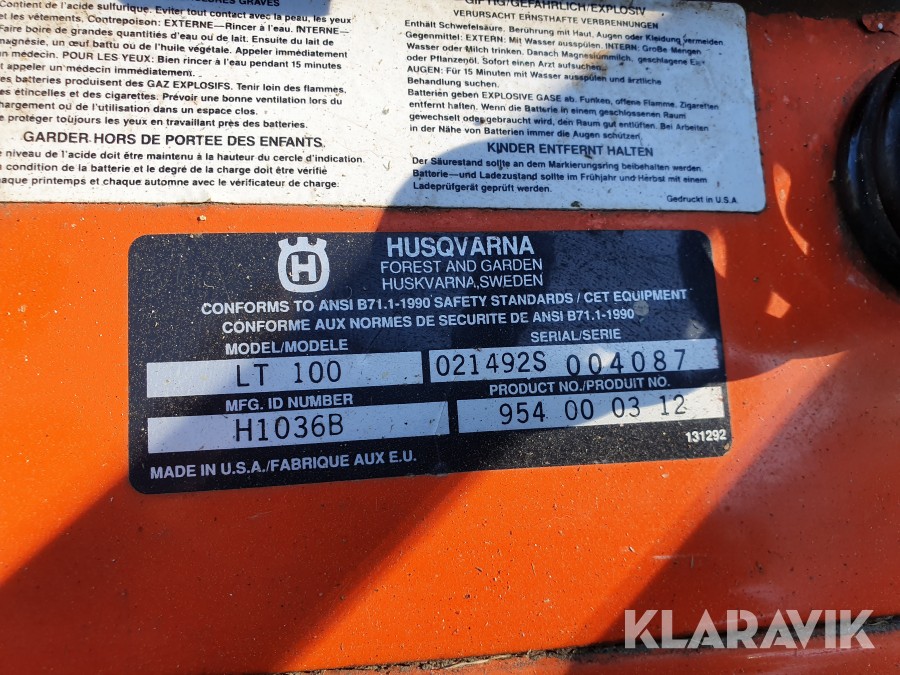 Contient de l'acide sulfurique. Eviter tout contact avec la peau, les yeux
et les vêtements. Contrepoison: EXTERNE—Rincer à l'eau. INTERNE—
Faire boire de grandes quantités d'eau ou de lait. Ensuite du lait de
magnésie, un œuf battu ou de l'huile végétale. Appeler immédiatement
un médecin. POUR LES YEUX: Bien rincer à l'eau pendant 15 minutes
et appeler un médecin immédiatement.
es batteries produisent des GAZ EXPLOSIFS. Tenir loin des flammes,
es étincelles et des cigarettes. Prévoir une bonne ventilation lors du
chargement ou de l'utilisation dans un espace clos.
e protéger toujours les yeux en travaillant près des batteries.
GARDER HORS DE PORTEE DES ENFANTS.
e niveau de l'acide doit être maintenu à la hauteur du cercle d'indication.
a condition de la batterie et le degré de la charge doit être vérifié
haque printemps et chaque automne avec le vérificateur de charge.
GIFTIG/GEFÄHRLICH/EXPLOSIV
VERURSACHT ERNSTHAFTE VERBRENNUNGEN
Enthält Schwefelsäure. Berührung mit Haut, Augen oder Kleidung vermeiden.
Gegenmittel: EXTERN: Mit Wasser ausspülen. INTERN: Große Mengen
Wasser oder Milch trinken. Danach Magnesiummilch, geschlagene
oder Pflanzenöl. Sofort einen Arzt aufsuchen.
AUGEN: Für 15 Minuten mit Wasser ausspülen und ärztliche
Behandlung suchen.
Batterien geben EXPLOSIVE GASE ab. Funken, offene Flamme, Zigaretten
entfernt halten. Wenn die Batterie in einem geschlossenen Raum
gewechselt oder gebraucht wird, den Raum gut entlüften. Bei Arbeiten
in der Nähe von Batterien immer die Augen schützen.
KINDER ENTFERNT HALTEN
Der Säurestand sollte an dem Markierungsring beibehalten werden.
Batterie—und Ladezustand sollte im Frühjahr und Herbst mit einem
Ladeprüfgerät geprüft werden.
Gedruckt in U.S.A.
H
HUSQVARNA
FOREST AND GARDEN
HUSKVARNA,SWEDEN
CONFORMS TO ANSI B71.1-1990 SAFETY STANDARDS / CET EQUIPMENT
CONFORME AUX NORMES DE SECURITE DE ANSI B71.1-1990
MODEL/MODELE
LT 100
SERIAL/SERIE
021492S 004087
MFG. ID NUMBER
H1036B
PRODUCT NO./PRODUIT NO.
954 00 03 12
MADE IN U.S.A./FABRIQUE AUX E.U.
131292
KLARAVIK